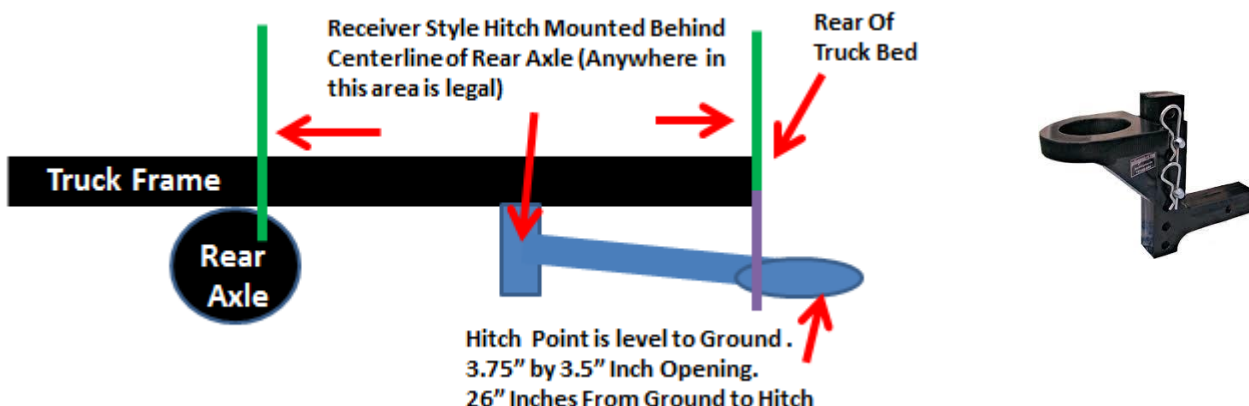 Receiver Style Hitch Mounted Behind
Centerline of Rear Axle (Anywhere in
this area is legal)
Rear Of
Truck Bed
Truck Frame
Rear
Axle
Hitch Point is level to Ground .
3.75” by 3.5” Inch Opening.
26” Inches From Ground to Hitch